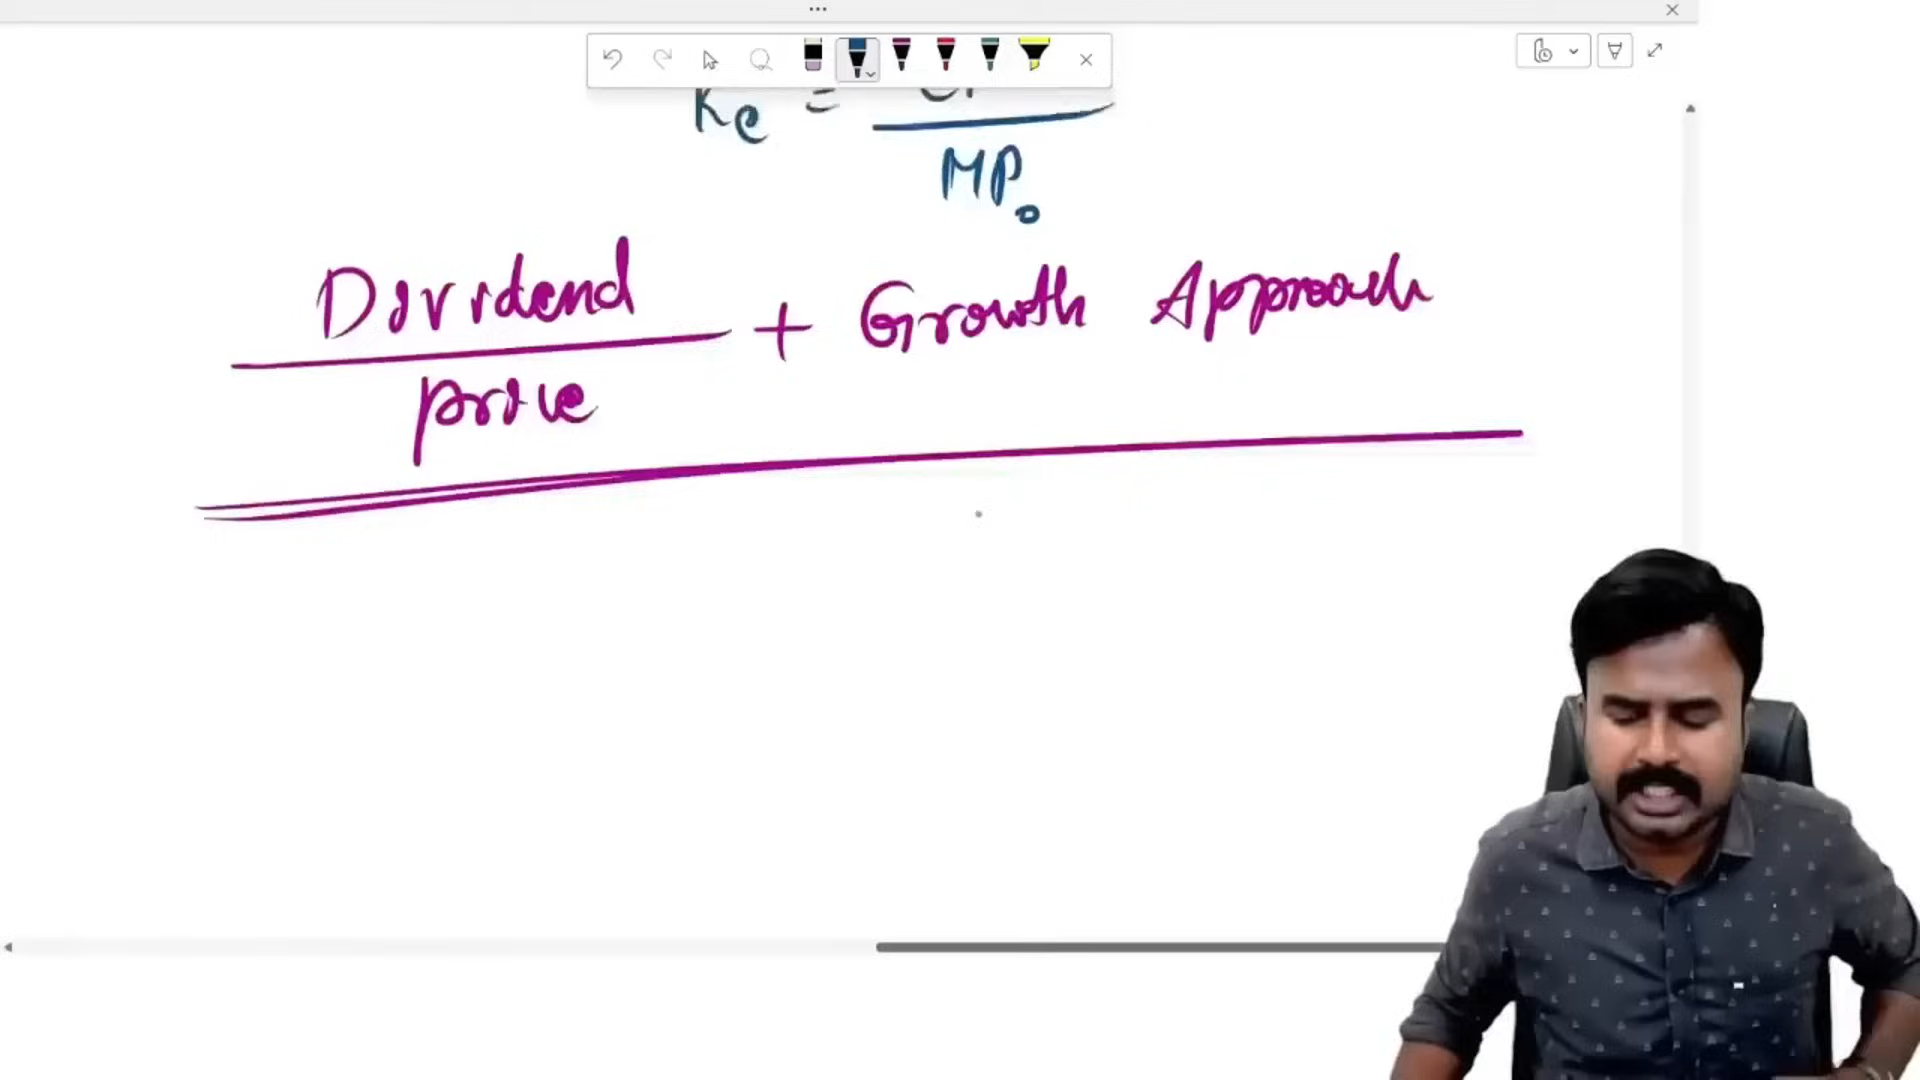 Ke =
MP0
Dividend
price
+ Growth Approach